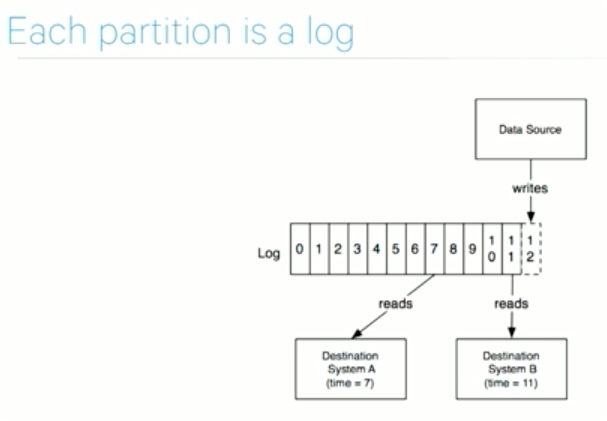 Each partition is a log
Data Source
writes
Log 0 1 2 3 4 5 6 7 8 9 10 11 12
reads reads
Destination
System A
(time = 7)
Destination
System B
(time = 11)